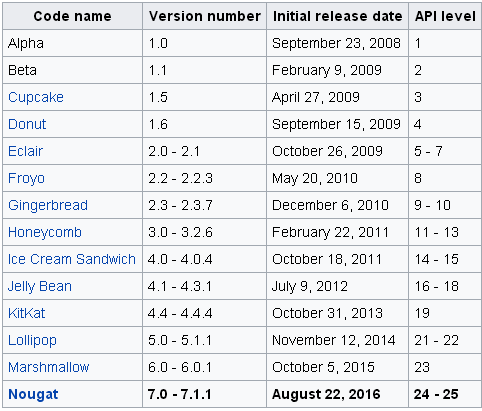 Code name Version number Initial release date API level
Alpha 1.0 September 23, 2008 1
Beta 1.1 February 9, 2009 2
Cupcake 1.5 April 27, 2009 3
Donut 1.6 September 15, 2009 4
Eclair 2.0 - 2.1 October 26, 2009 5 - 7
Froyo 2.2 - 2.2.3 May 20, 2010 8
Gingerbread 2.3 - 2.3.7 December 6, 2010 9 - 10
Honeycomb 3.0 - 3.2.6 February 22, 2011 11 - 13
Ice Cream Sandwich 4.0 - 4.0.4 October 18, 2011 14 - 15
Jelly Bean 4.1 - 4.3.1 July 9, 2012 16 - 18
KitKat 4.4 - 4.4.4 October 31, 2013 19
Lollipop 5.0 - 5.1.1 November 12, 2014 21 - 22
Marshmallow 6.0 - 6.0.1 October 5, 2015 23
Nougat 7.0 - 7.1.1 August 22, 2016 24 - 25